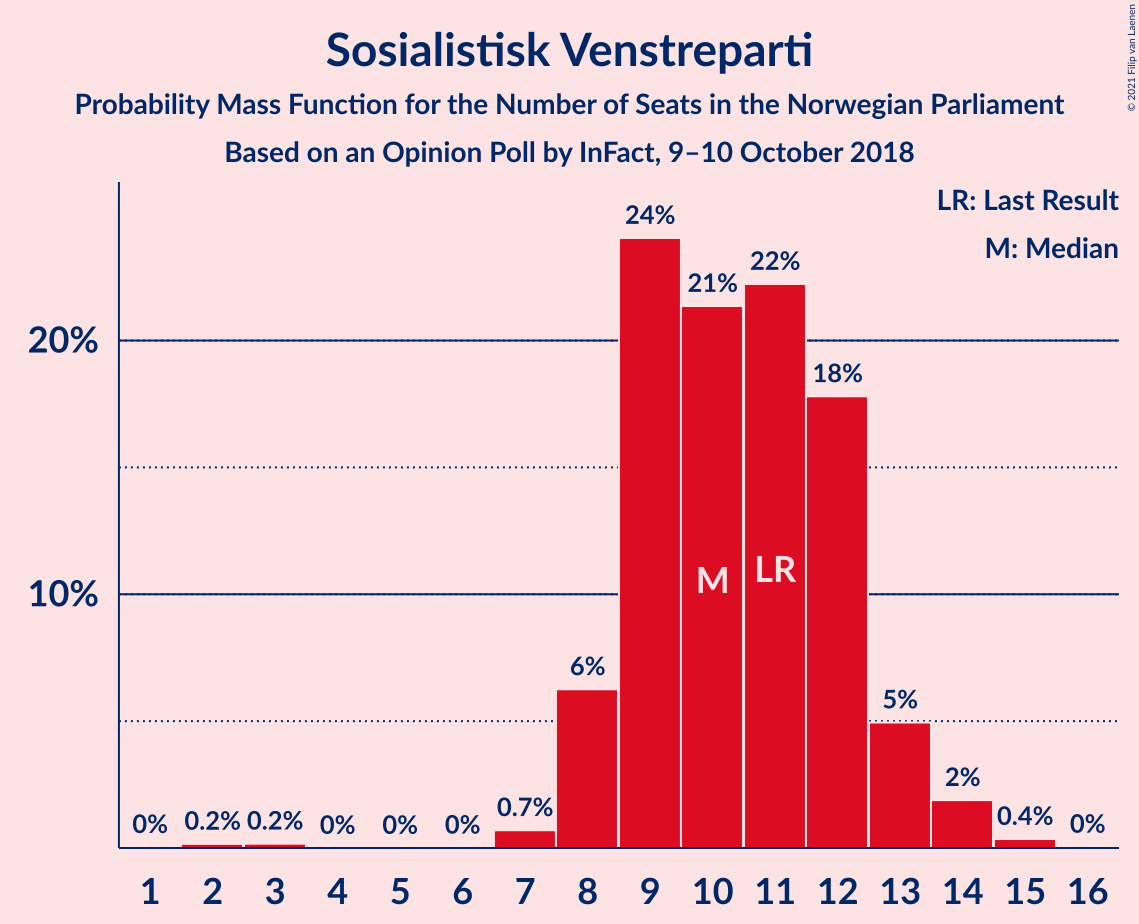 Sosialistisk Venstreparti
Probability Mass Function for the Number of Seats in the Norwegian Parliament
Based on an Opinion Poll by InFact, 9–10 October 2018
© 2021 Filip van Laenen
LR: Last Result
M: Median
20%
10%
0% 0.2% 0.2% 0% 0% 0% 0.7% 6% 24% 21% 22% 18% 5% 2% 0.4% 0%
M LR
1 2 3 4 5 6 7 8 9 10 11 12 13 14 15 16